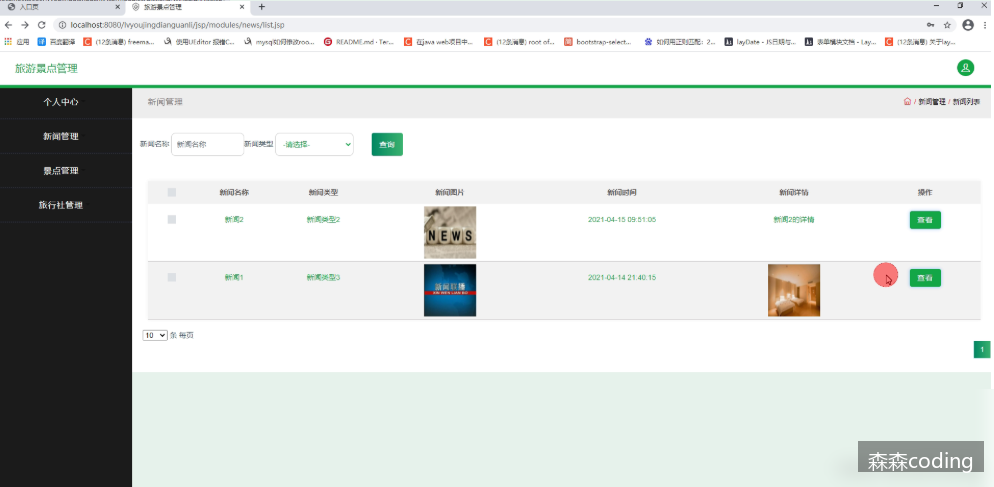 入口页
旅游景点管理
localhost:8080/lvyoujingdianguanli/jsp/modules/news/list.jsp
应用 百度翻译 (12条消息) freema... 使用UEditor 报错C... mysql如何修改roo... README.md · Ter... 在java web项目中... (12条消息) root of... bootstrap-select... 如何用正则匹配：2... layDate - JS日期与... 表单模块文档 - Lay... (12条消息) 关于lay...
旅游景点管理
个人中心
新闻管理
景点管理
旅行社管理
新闻管理
/ 新闻管理 / 新闻列表
新闻名称 新闻名称 新闻类型 -请选择- 查询
新闻名称 新闻类型 新闻图片 新闻时间 新闻详情 操作
新闻2 新闻类型2 NEWS 2021-04-15 09:51:05 新闻2的详情 查看
新闻1 新闻类型3 新闻联播 2021-04-14 21:40:15 查看
10 条 每页
1
森森coding